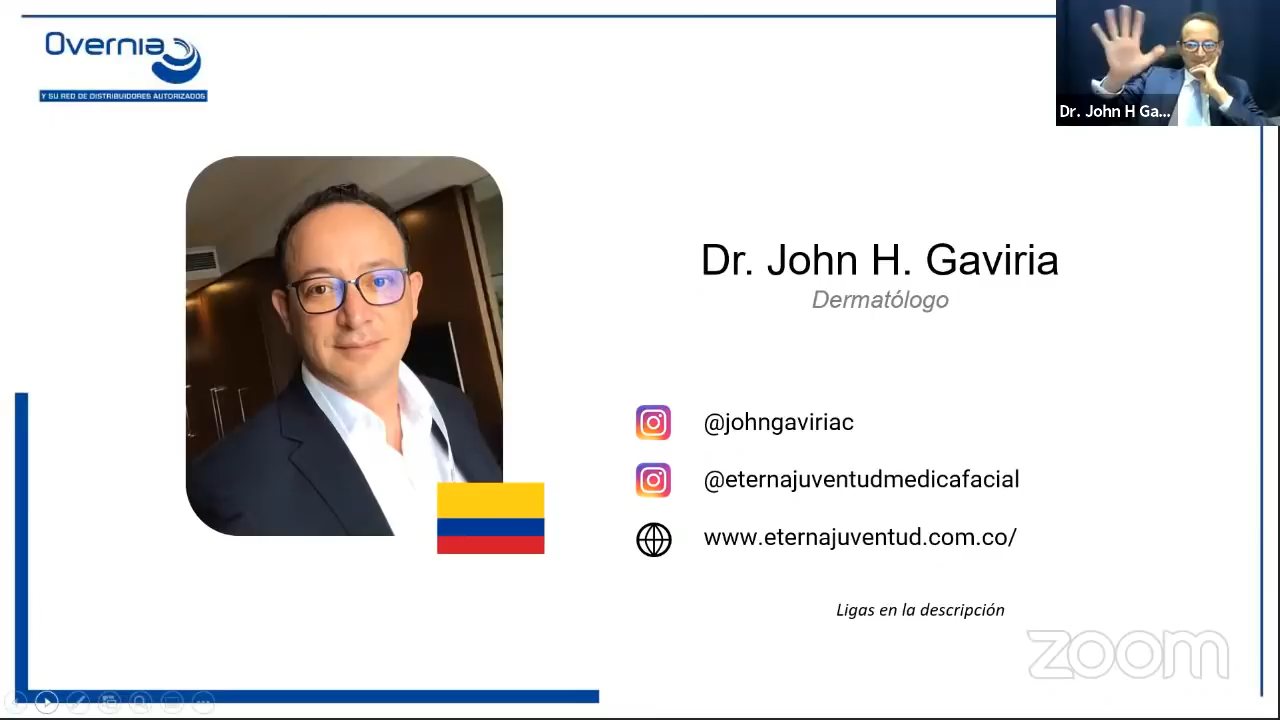 Overnia
Y SU RED DE DISTRIBUIDORES AUTORIZADOS
Dr. John H Ga...
Dr. John H. Gaviria
Dermatólogo
@johngaviriac
@eternajuventudmedicafacial
www.eternajuventud.com.co/
Ligas en la descripción
zoom